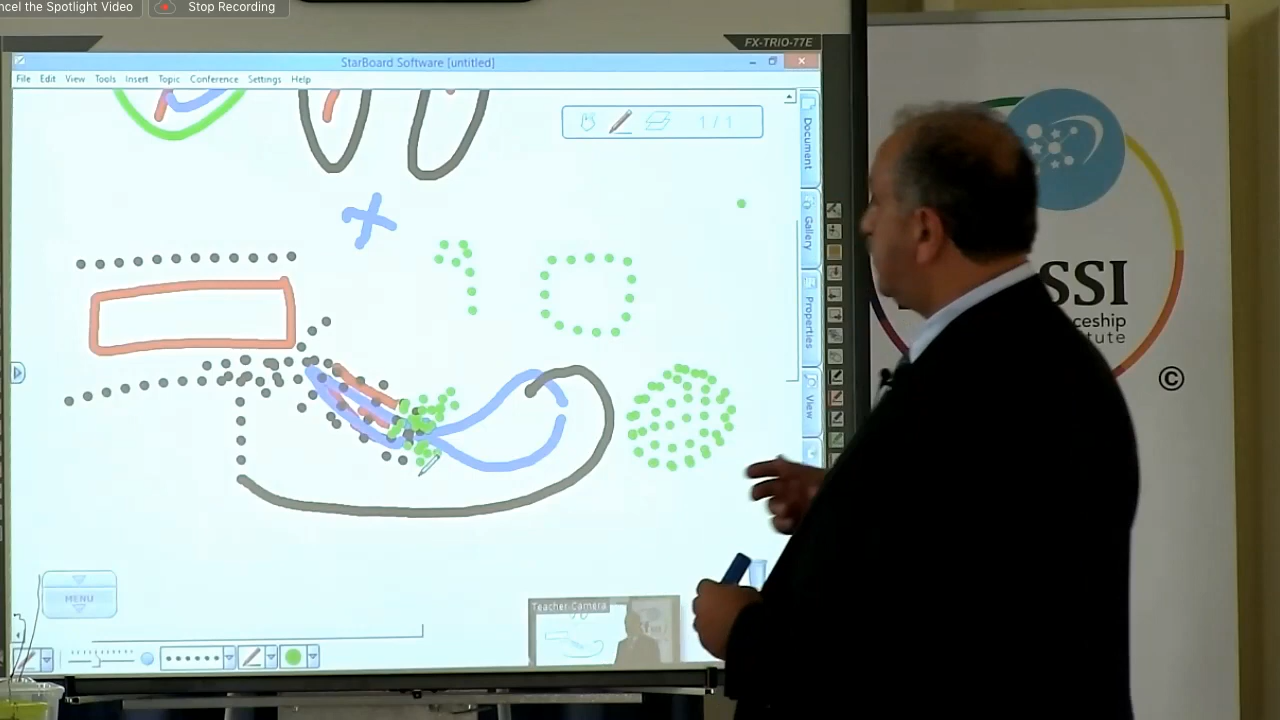 ncel the Spotlight Video
Stop Recording
FX-TRIO-77E
StarBoard Software [untitled]
File Edit View Tools Insert Topic Conference Settings Help
1 / 1
Document
Gallery
Properties
View
MENU
Teacher Camera
SSI
ceship
tute
©